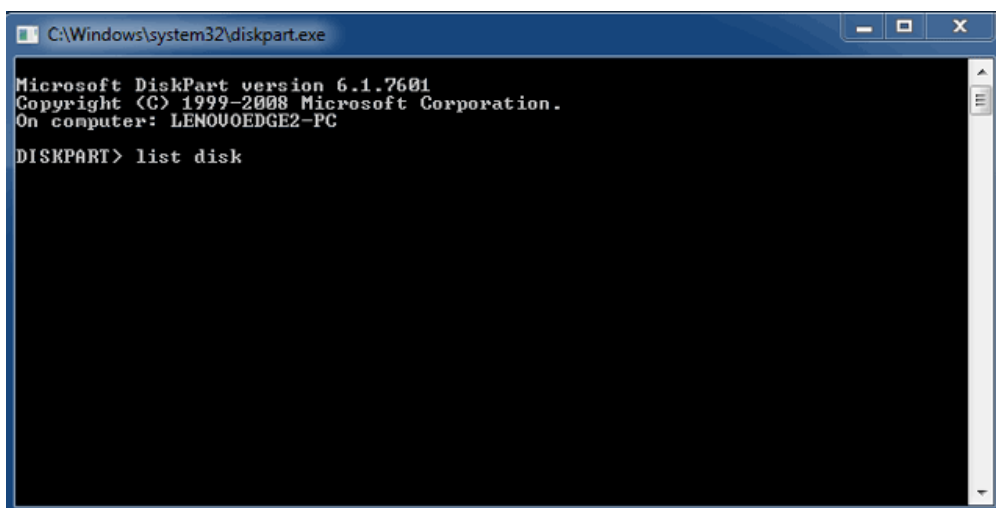 C:\Windows\system32\diskpart.exe
Microsoft DiskPart version 6.1.7601
Copyright (C) 1999-2008 Microsoft Corporation.
On computer: LENOVOEDGE2-PC
DISKPART> list disk